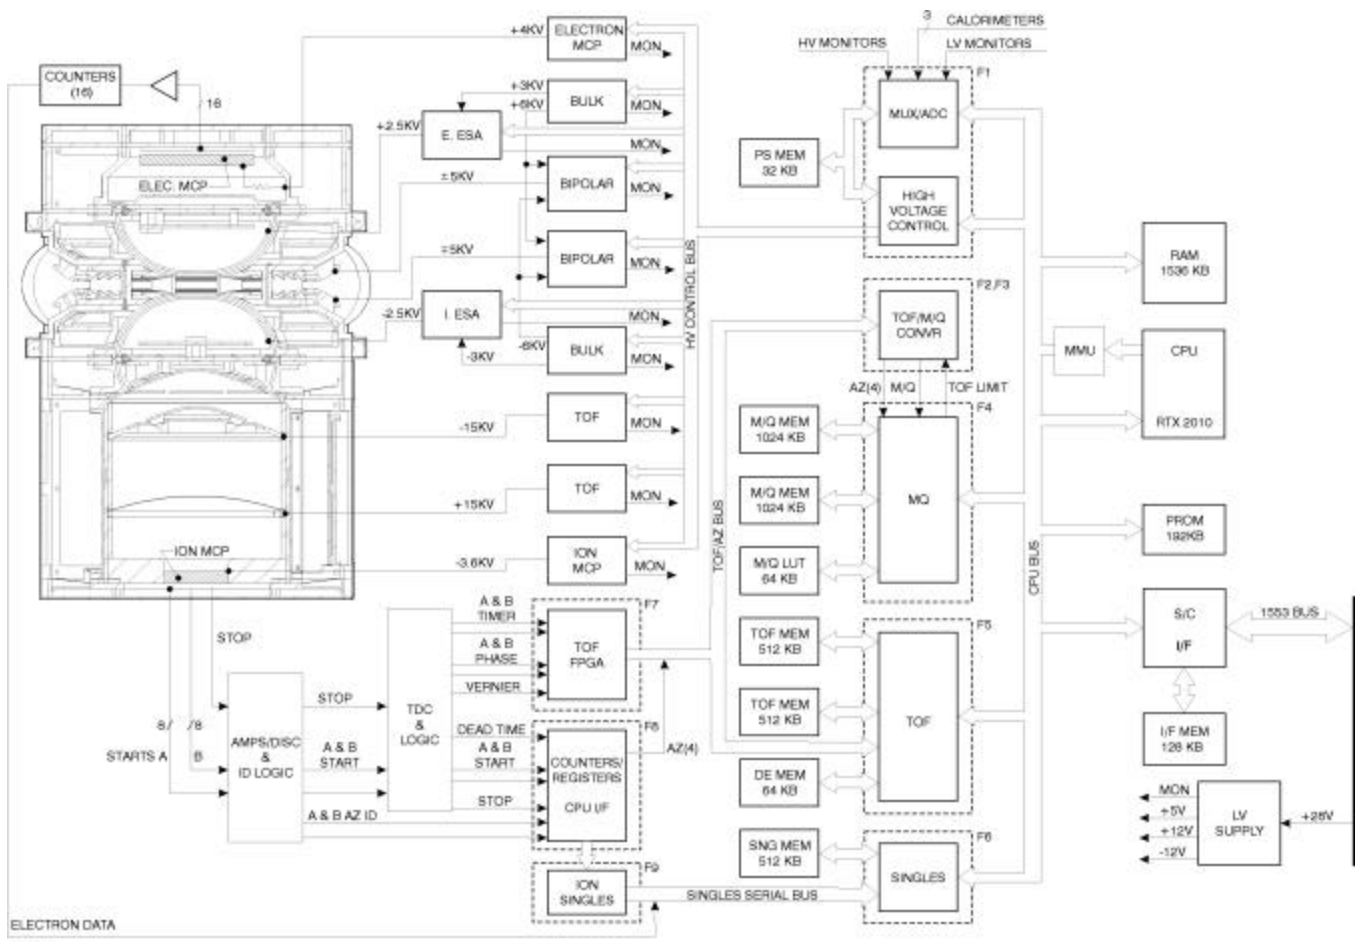 3
CALORIMETERS
HV MONITORS
LV MONITORS
+4KV
ELECTRON
MCP
MON
COUNTERS
(16)
16
+3KV
+6KV
BULK
MON
F1
MUX/ADC
+2.5KV
E. ESA
MON
PS MEM
32 KB
ELEC. MCP
±5KV
BIPOLAR
MON
HIGH
VOLTAGE
CONTROL
∓5KV
BIPOLAR
MON
HV CONTROL BUS
RAM
1536 KB
-2.5KV
I. ESA
MON
F2,F3
TOF/M/Q
CONVR
-6KV
-3KV
BULK
MON
MMU
CPU
RTX 2010
AZ(4)
M/Q
TOF LIMIT
F4
-15KV
TOF
MON
M/Q MEM
1024 KB
+15KV
TOF
MON
M/Q MEM
1024 KB
MQ
PROM
192KB
TOF/AZ BUS
CPU BUS
ION MCP
-3.6KV
ION
MCP
MON
M/Q LUT
64 KB
A & B
TIMER
F7
A & B
PHASE
TOF
FPGA
VERNIER
STOP
TOF MEM
512 KB
F5
S/C
I/F
1553 BUS
8
8
STARTS A
B
AMPS/DISC
&
ID LOGIC
STOP
A & B
START
TDC
&
LOGIC
DEAD TIME
A & B
START
STOP
A & B AZ ID
F8
COUNTERS/
REGISTERS
CPU I/F
AZ(4)
TOF MEM
512 KB
TOF
I/F MEM
128 KB
DE MEM
64 KB
MON
+5V
+12V
-12V
LV
SUPPLY
+28V
F9
ION
SINGLES
SNG MEM
512 KB
F6
SINGLES
SINGLES SERIAL BUS
ELECTRON DATA